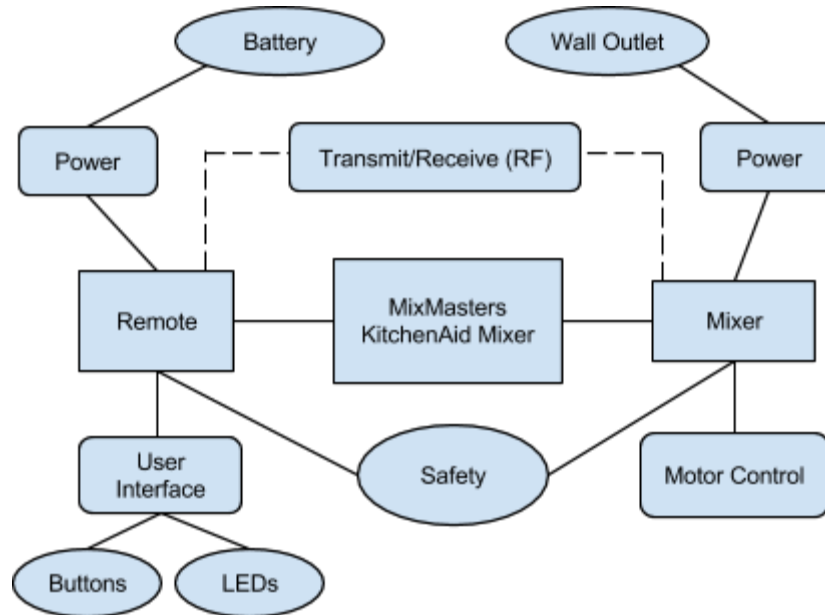 Battery
Wall Outlet
Power
Transmit/Receive (RF)
Power
Remote
MixMasters
KitchenAid Mixer
Mixer
User
Interface
Safety
Motor Control
Buttons
LEDs